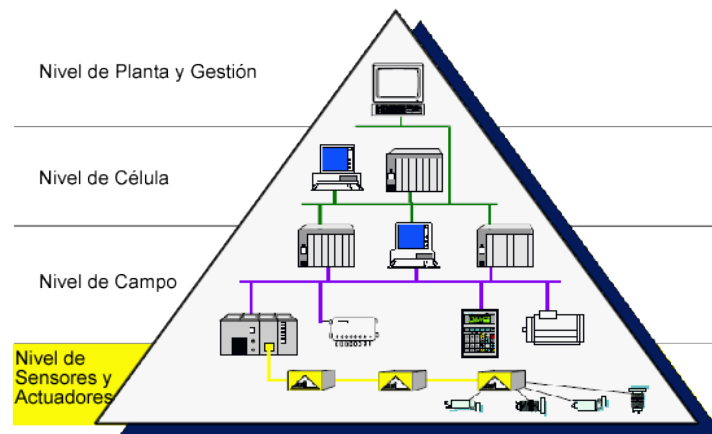 Nivel de Planta y Gestión
Nivel de Célula
Nivel de Campo
Nivel de
Sensores y
Actuadores